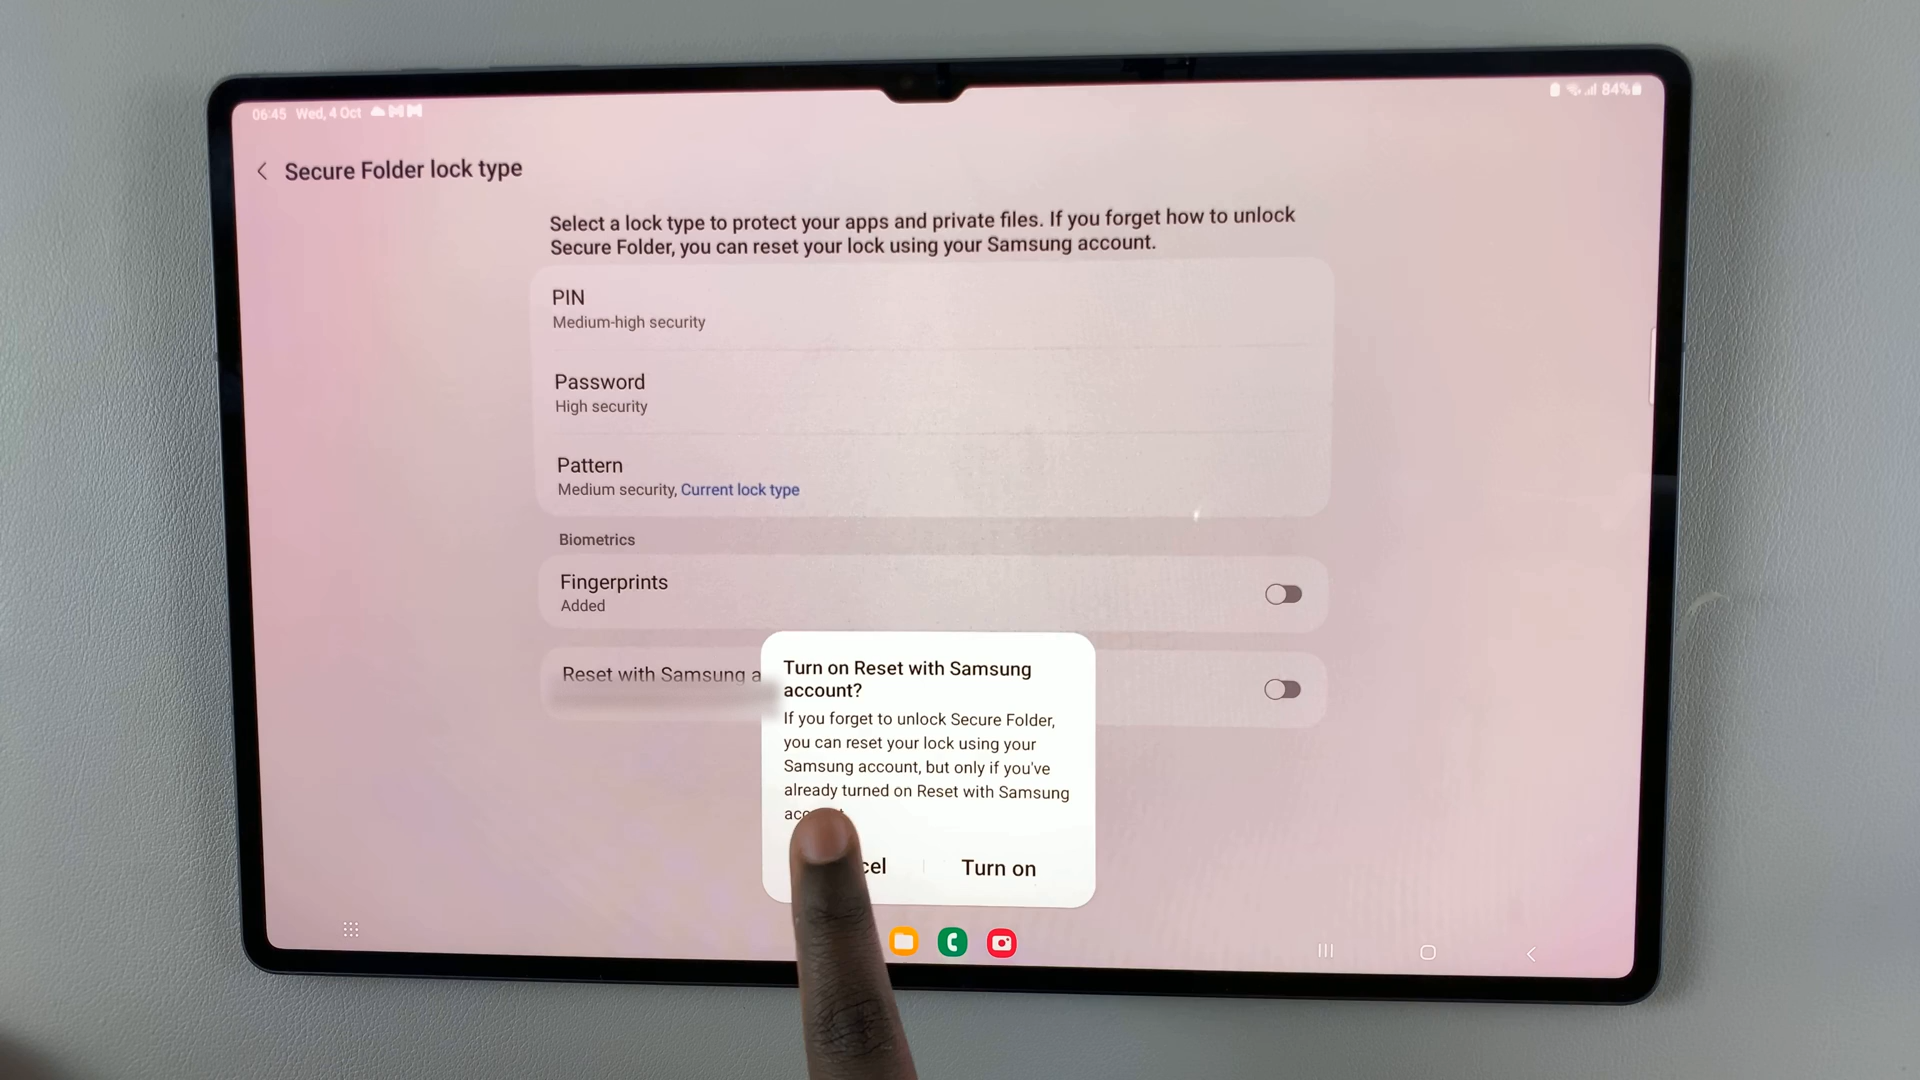 06:45 Wed, 4 Oct
84%
Secure Folder lock type
Select a lock type to protect your apps and private files. If you forget how to unlock
Secure Folder, you can reset your lock using your Samsung account.
PIN
Medium-high security
Password
High security
Pattern
Medium security, Current lock type
Biometrics
Fingerprints
Added
Reset with Samsung a
Turn on Reset with Samsung
account?
If you forget to unlock Secure Folder,
you can reset your lock using your
Samsung account, but only if you've
already turned on Reset with Samsung
Turn on